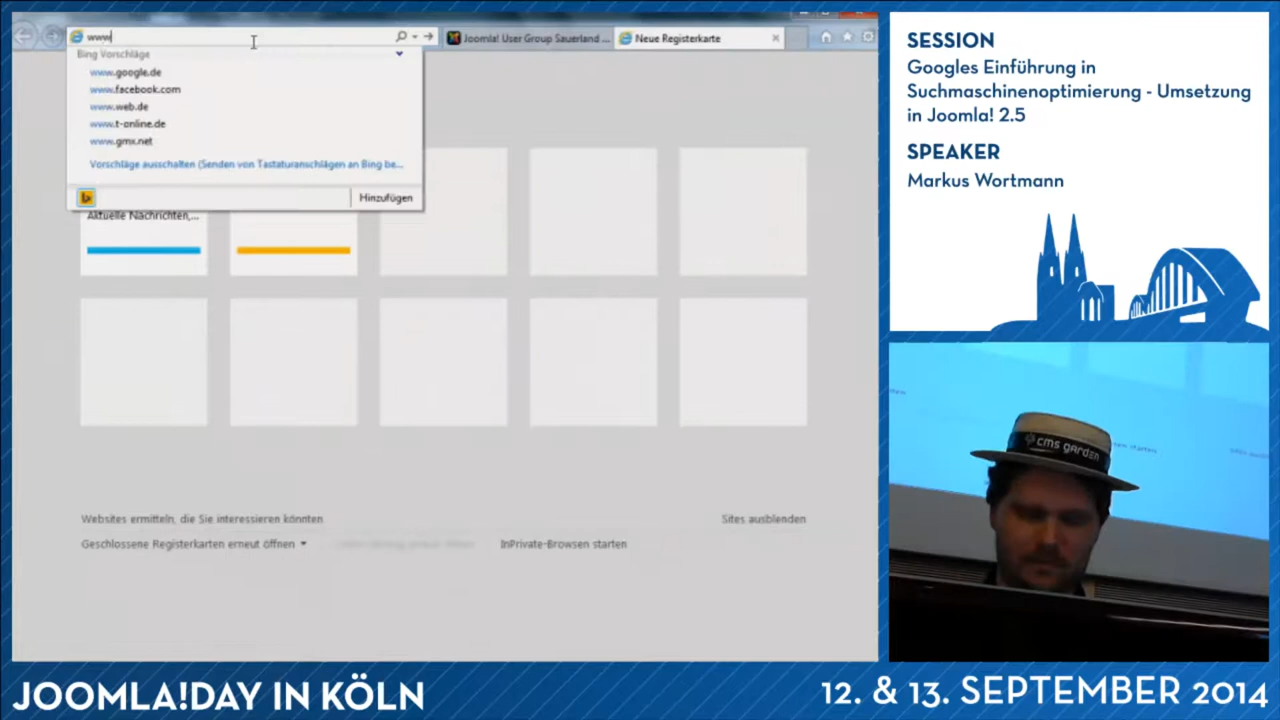 www
Joomla! User Group Sauerland ...
Neue Registerkarte
Bing Vorschläge
www.google.de
www.facebook.com
www.web.de
www.t-online.de
www.gmx.net
Vorschläge ausschalten (Senden von Tastaturanschlägen an Bing be...
Hinzufügen
Aktuelle Nachrichten,...
Websites ermitteln, die Sie interessieren könnten
Sites ausblenden
Geschlossene Registerkarten erneut öffnen
InPrivate-Browsen starten
SESSION
Googles Einführung in
Suchmaschinenoptimierung - Umsetzung
in Joomla! 2.5
SPEAKER
Markus Wortmann
cms garden
JOOMLA!DAY IN KÖLN
12. & 13. SEPTEMBER 2014